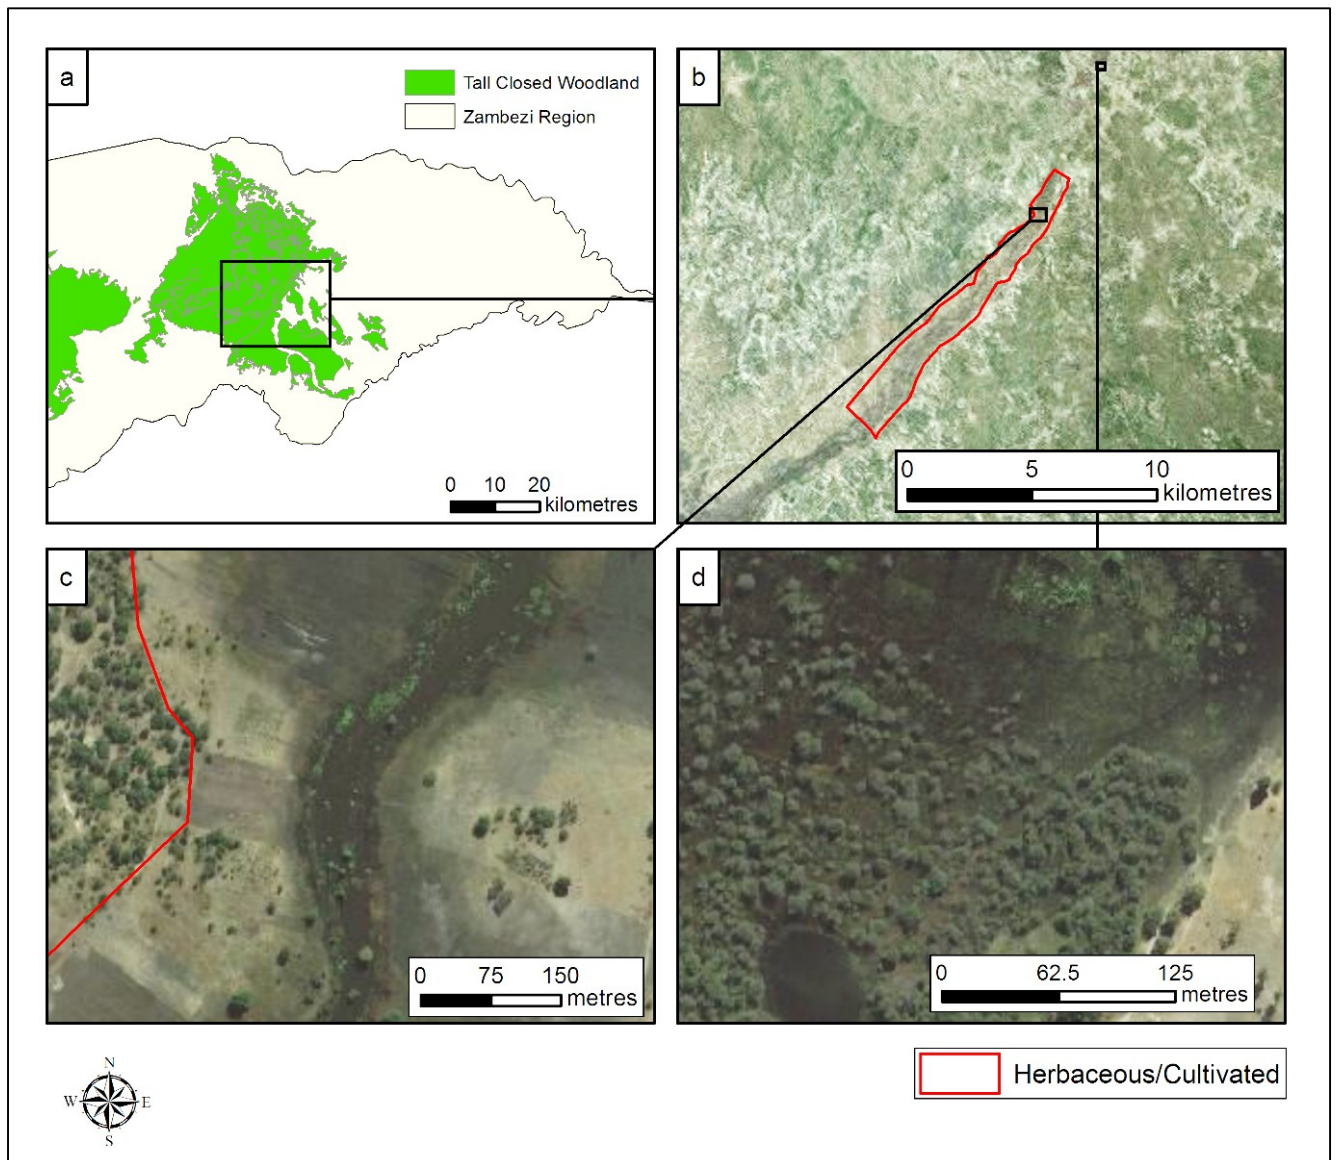 a
Tall Closed Woodland
Zambezi Region
0 10 20
kilometres
b
0 5 10
kilometres
c
0 75 150
metres
d
0 62.5 125
metres
N
W E
S
Herbaceous/Cultivated